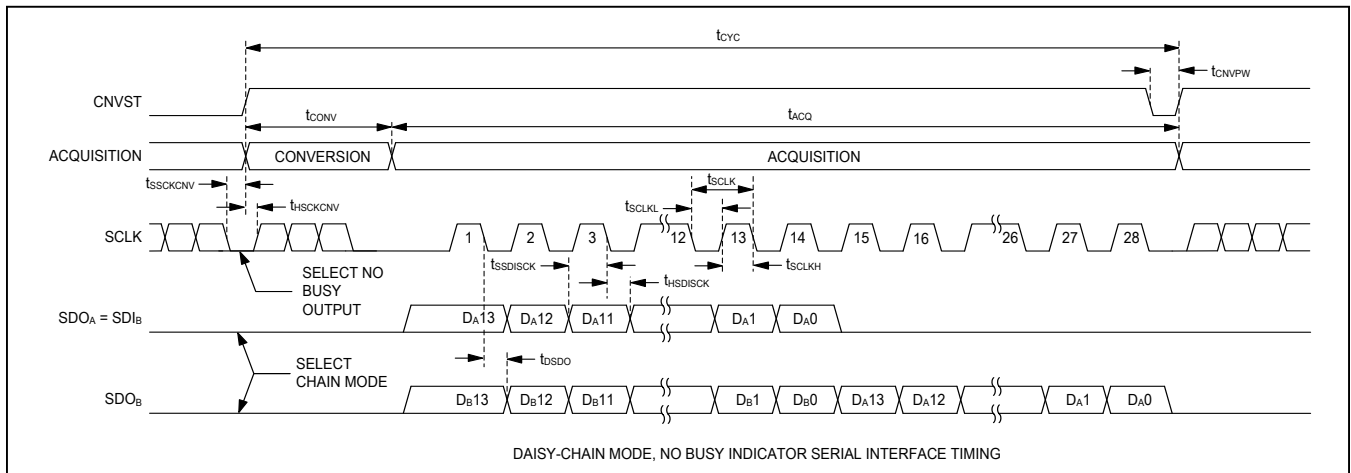 tCYC
tCNVPW
CNVST
tCONV
tACQ
ACQUISITION
CONVERSION
ACQUISITION
tSSCKCNV
tHSCKCNV
tSCLK
tSCLKL
SCLK
1 2 3 12 13 14 15 16 26 27 28
tSSDISCK
tHSDISCK
tSCLKH
SELECT NO
BUSY
OUTPUT
SDOA = SDIB
DA13 DA12 DA11 DA1 DA0
SELECT
CHAIN MODE
tDSDO
SDOB
DB13 DB12 DB11 DB1 DB0 DA13 DA12 DA1 DA0
DAISY-CHAIN MODE, NO BUSY INDICATOR SERIAL INTERFACE TIMING